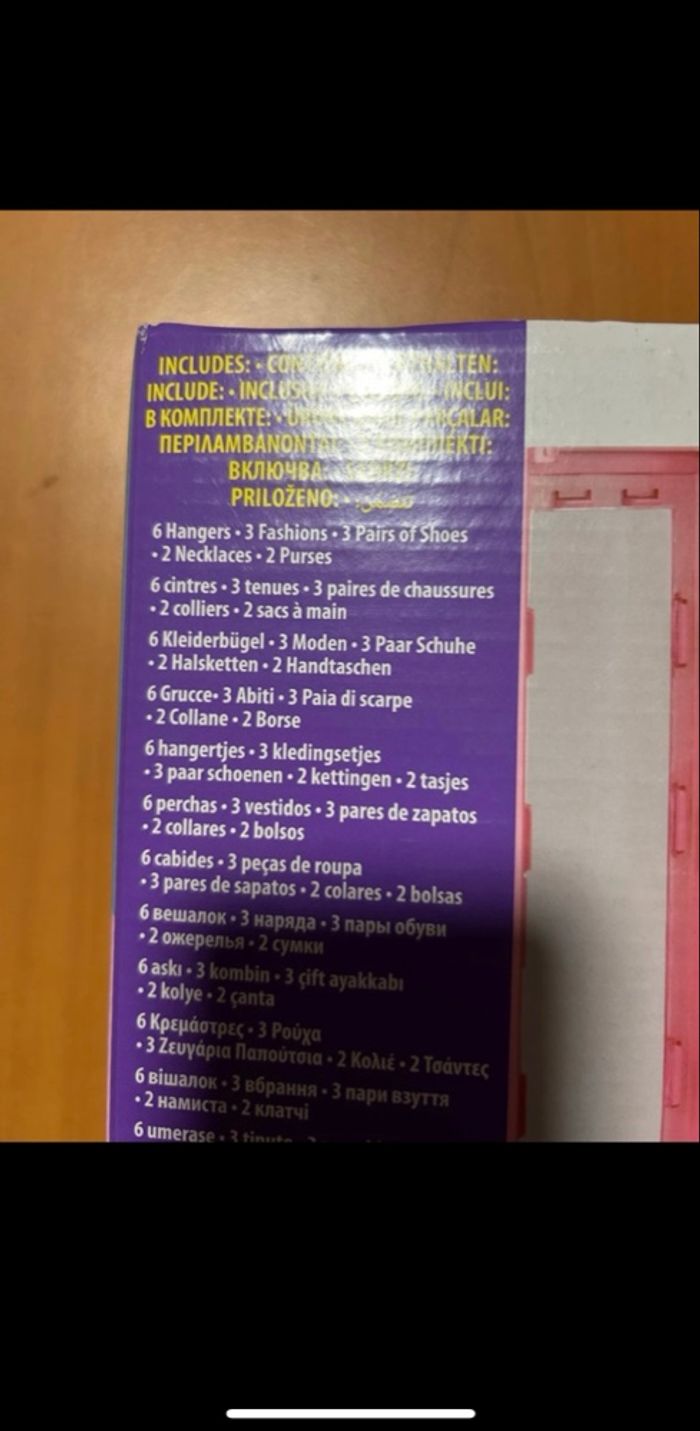 INCLUDES: •
INCLUDE: • INCLUI:
В КОМПЛЕКТЕ: •
ΠΕΡΙΛΑΜΒΑΝΟΝΤΑΙ
ВКЛЮЧВА:
PRILOŽENO: •
6 Hangers • 3 Fashions • 3 Pairs of Shoes
• 2 Necklaces • 2 Purses
6 cintres • 3 tenues • 3 paires de chaussures
• 2 colliers • 2 sacs à main
6 Kleiderbügel • 3 Moden • 3 Paar Schuhe
• 2 Halsketten • 2 Handtaschen
6 Grucce• 3 Abiti • 3 Paia di scarpe
• 2 Collane • 2 Borse
6 hangertjes • 3 kledingsetjes
• 3 paar schoenen • 2 kettingen • 2 tasjes
6 perchas • 3 vestidos • 3 pares de zapatos
• 2 collares • 2 bolsos
6 cabides • 3 peças de roupa
• 3 pares de sapatos • 2 colares • 2 bolsas
6 вешалок • 3 наряда • 3 пары обуви
• 2 ожерелья • 2 сумки
6 askı • 3 kombin • 3 çift ayakkabı
• 2 kolye • 2 çanta
6 Κρεμάστρες • 3 Ρούχα
• 3 Ζευγάρια Παπούτσια • 2 Κολιέ • 2 Τσάντες
6 вішалок • 3 вбрання • 3 пари взуття
• 2 намиста • 2 клатчі
6 umerase • 3